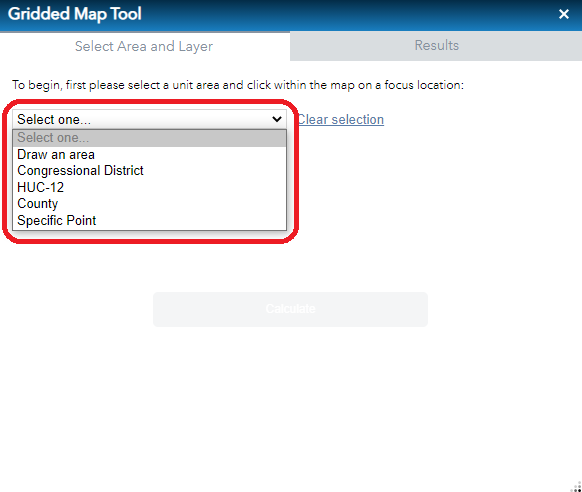 Gridded Map Tool
Select Area and Layer
Results
To begin, first please select a unit area and click within the map on a focus location:
Select one...
Clear selection
Select one...
Draw an area
Congressional District
HUC-12
County
Specific Point
Calculate